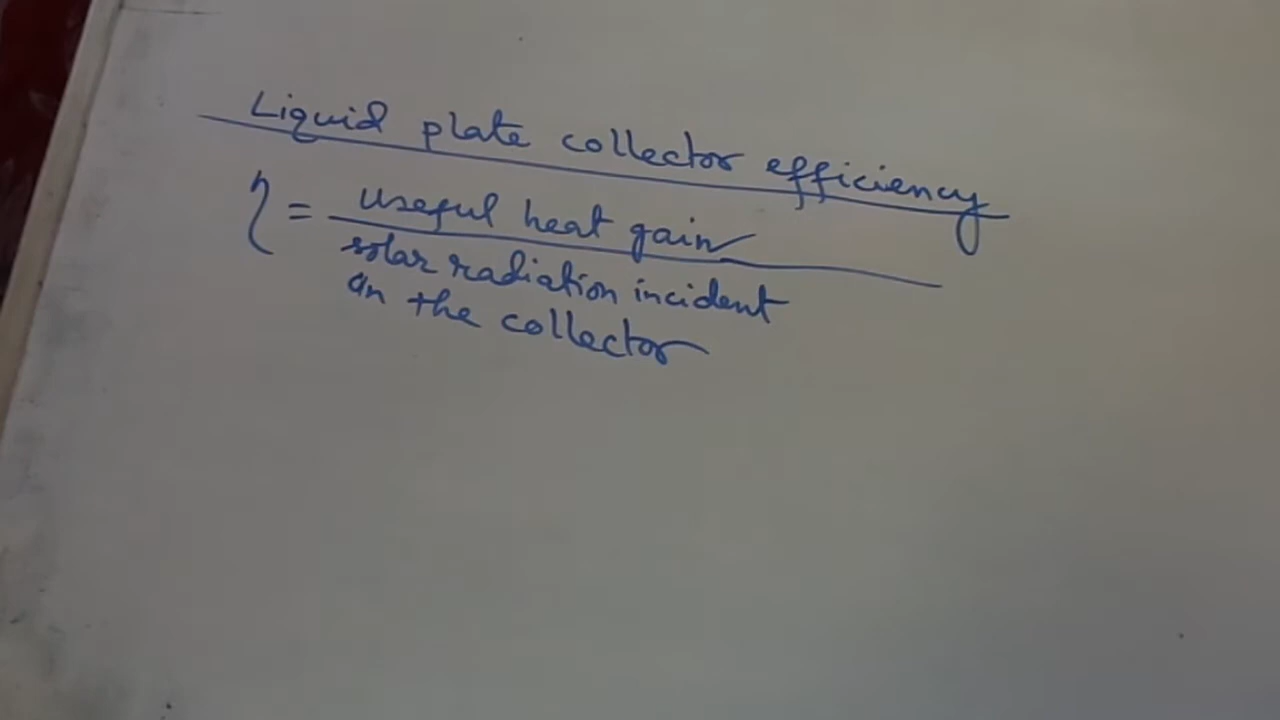 Liquid plate collector efficiency
η = useful heat gain
solar radiation incident
on the collector